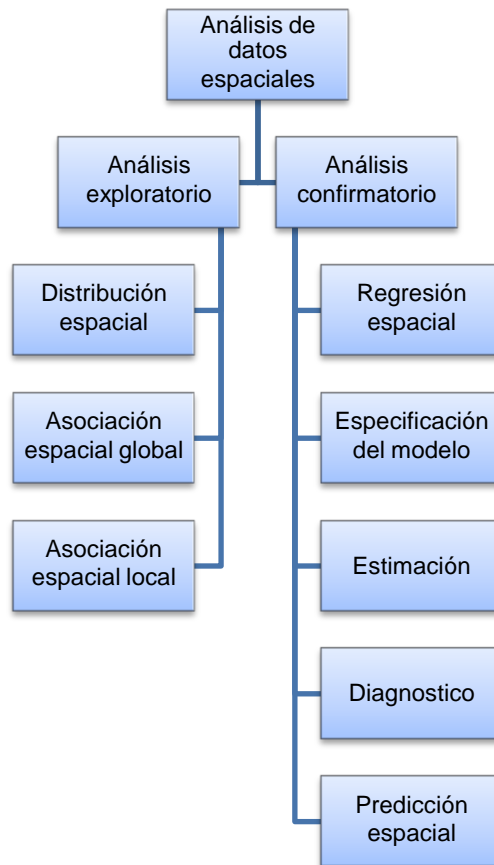 Análisis de
datos
espaciales
Análisis
exploratorio
Análisis
confirmatorio
Distribución
espacial
Asociación
espacial global
Asociación
espacial local
Regresión
espacial
Especificación
del modelo
Estimación
Diagnostico
Predicción
espacial